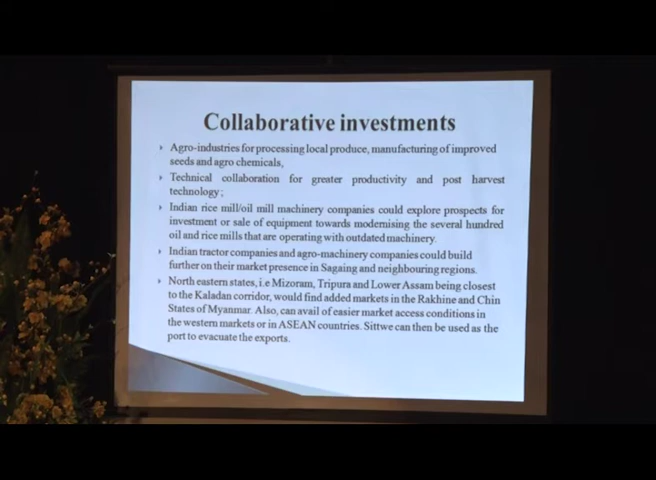 Collaborative investments
Agro-industries for processing local produce, manufacturing of improved
seeds and agro chemicals,
Technical collaboration for greater productivity and post harvest
technology;
Indian rice mill/oil mill machinery companies could explore prospects for
investment or sale of equipment towards modernising the several hundred
oil and rice mills that are operating with outdated machinery.
Indian tractor companies and agro-machinery companies could build
further on their market presence in Sagaing and neighbouring regions.
North eastern states, i.e Mizoram, Tripura and Lower Assam being closest
to the Kaladan corridor, would find added markets in the Rakhine and Chin
States of Myanmar. Also, can avail of easier market access conditions in
the western markets or in ASEAN countries. Sittwe can then be used as the
port to evacuate the exports.